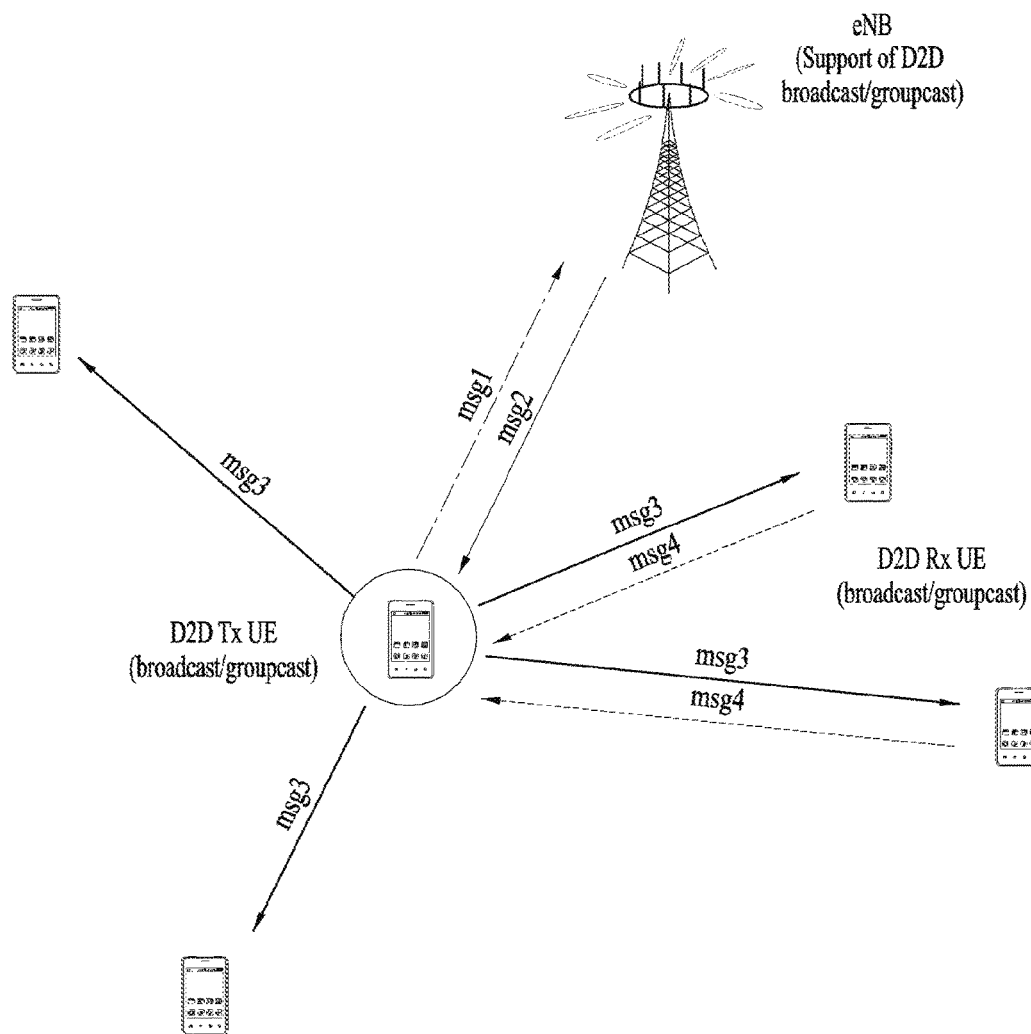 eNB
(Support of D2D
broadcast/groupcast)
msg1
msg2
msg3
msg3
msg4
D2D Rx UE
(broadcast/groupcast)
D2D Tx UE
(broadcast/groupcast)
msg3
msg4
msg3